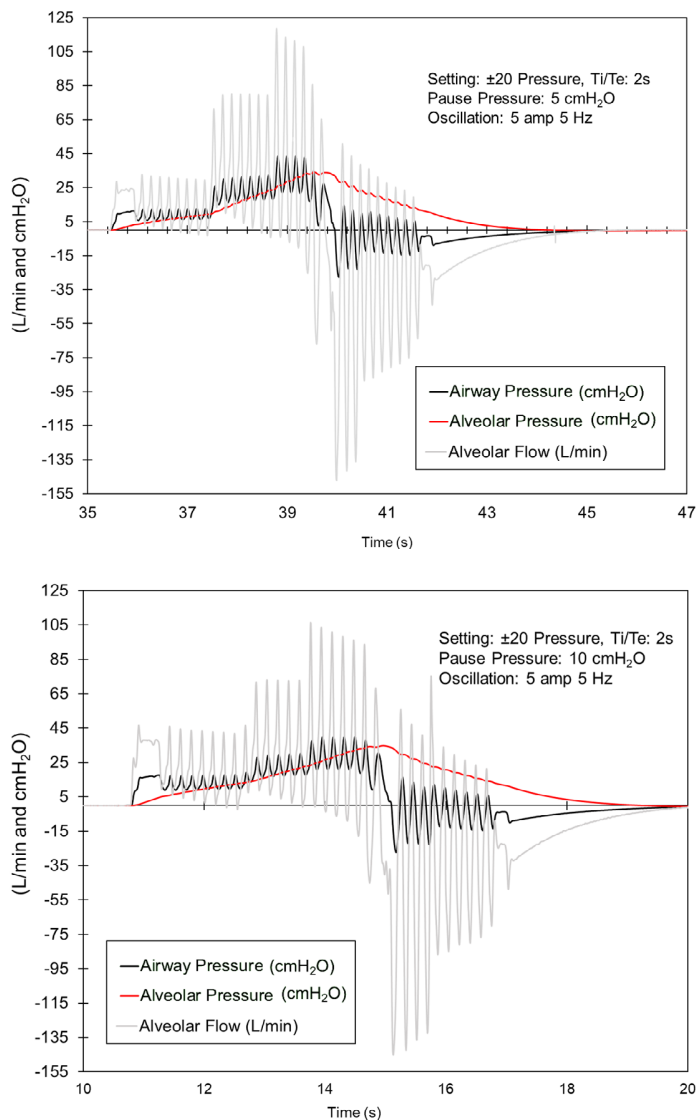 125
105
85
65
45
25
5
-15
-35
-55
-75
-95
-115
-135
-155
(L/min and cmH₂O)
Setting: ±20 Pressure, Ti/Te: 2s
Pause Pressure: 5 cmH₂O
Oscillation: 5 amp 5 Hz
Airway Pressure (cmH₂O)
Alveolar Pressure (cmH₂O)
Alveolar Flow (L/min)
35 37 39 41 43 45 47
Time (s)
125
105
85
65
45
25
5
-15
-35
-55
-75
-95
-115
-135
-155
(L/min and cmH₂O)
Setting: ±20 Pressure, Ti/Te: 2s
Pause Pressure: 10 cmH₂O
Oscillation: 5 amp 5 Hz
Airway Pressure (cmH₂O)
Alveolar Pressure (cmH₂O)
Alveolar Flow (L/min)
10 12 14 16 18 20
Time (s)